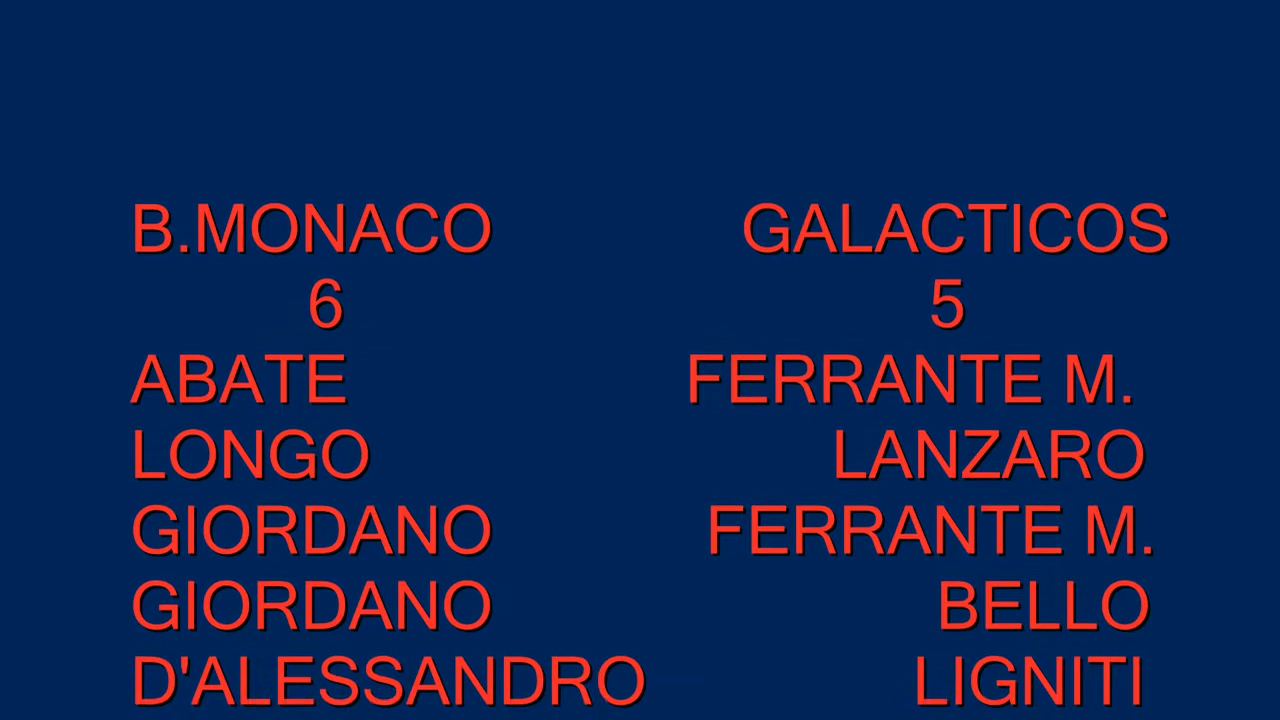 B.MONACO GALACTICOS
6 5
ABATE FERRANTE M.
LONGO LANZARO
GIORDANO FERRANTE M.
GIORDANO BELLO
D'ALESSANDRO LIGNITI